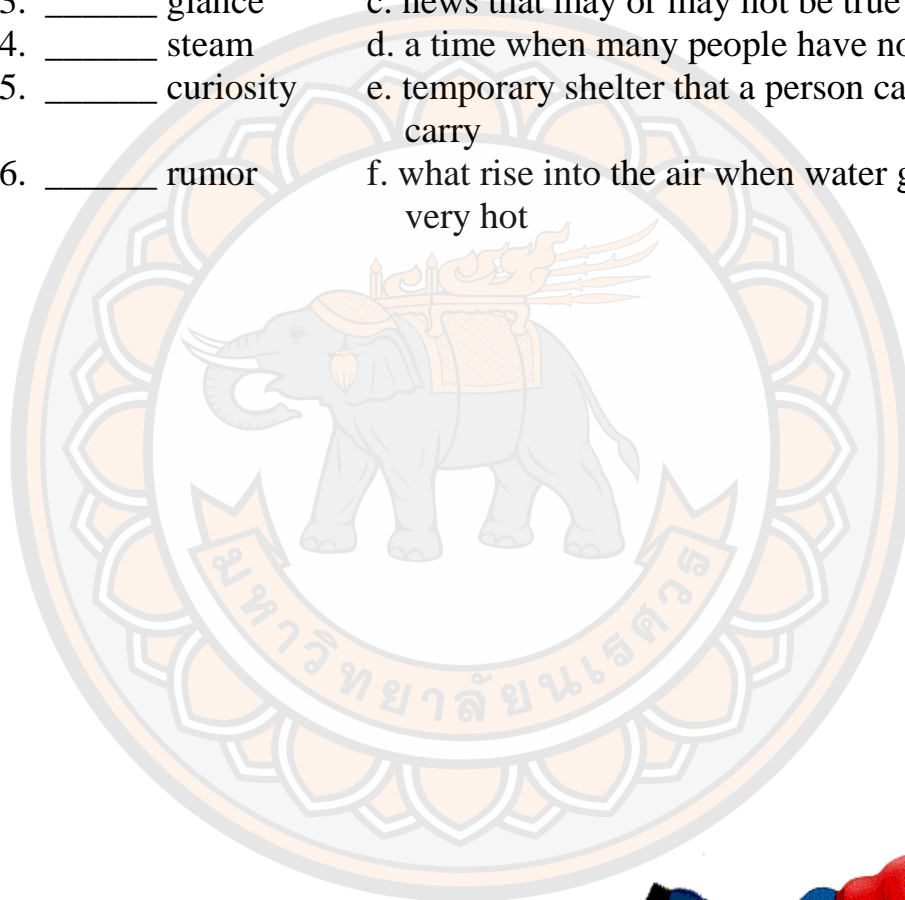 3. ______ glance c. news that may or may not be true
4. ______ steam d. a time when many people have no
5. ______ curiosity e. temporary shelter that a person ca
carry
6. ______ rumor f. what rise into the air when water g
very hot
มหาวิทยาลัยนเรศวร